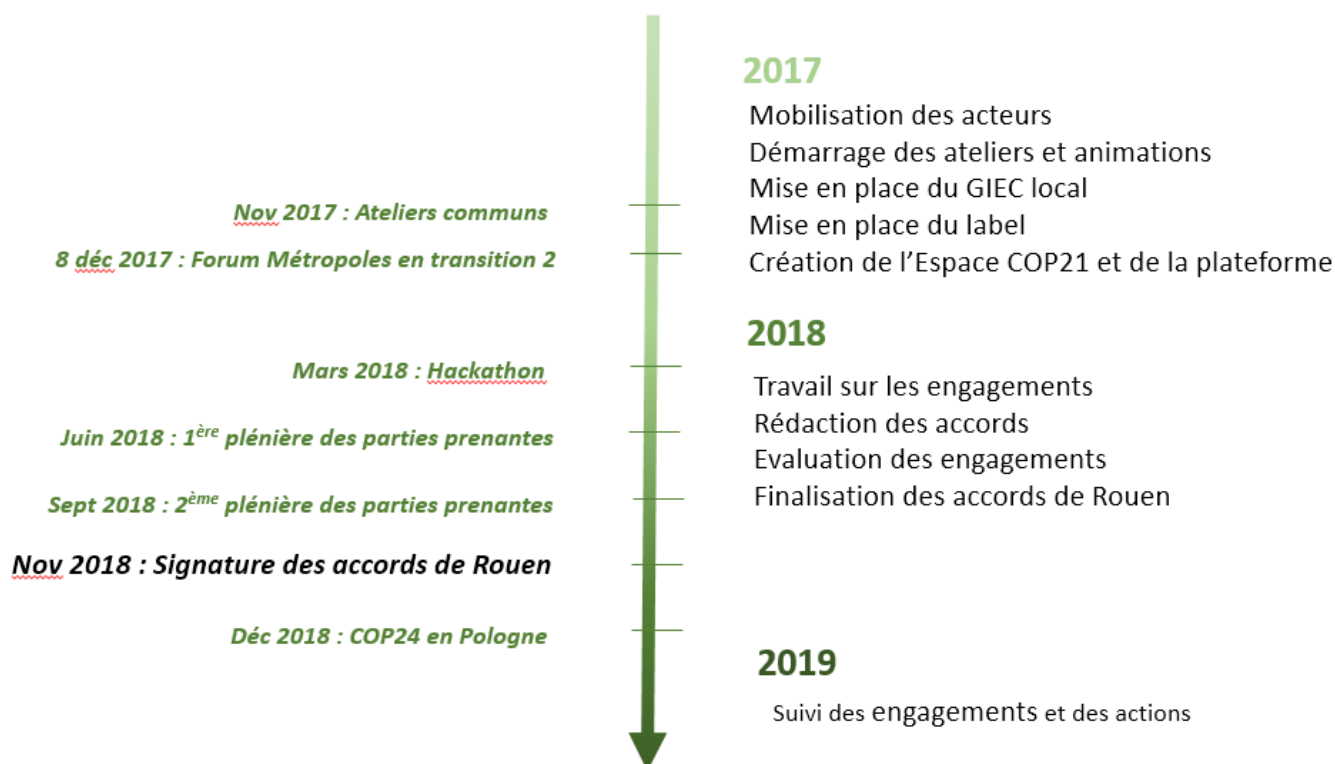 2017
Mobilisation des acteurs
Démarrage des ateliers et animations
Mise en place du GIEC local
Nov 2017 : Ateliers communs
Mise en place du label
8 déc 2017 : Forum Métropoles en transition 2
Création de l’Espace COP21 et de la plateforme
2018
Mars 2018 : Hackathon
Travail sur les engagements
Rédaction des accords
Juin 2018 : 1ère plénière des parties prenantes
Evaluation des engagements
Finalisation des accords de Rouen
Sept 2018 : 2ème plénière des parties prenantes
Nov 2018 : Signature des accords de Rouen
Déc 2018 : COP24 en Pologne
2019
Suivi des engagements et des actions